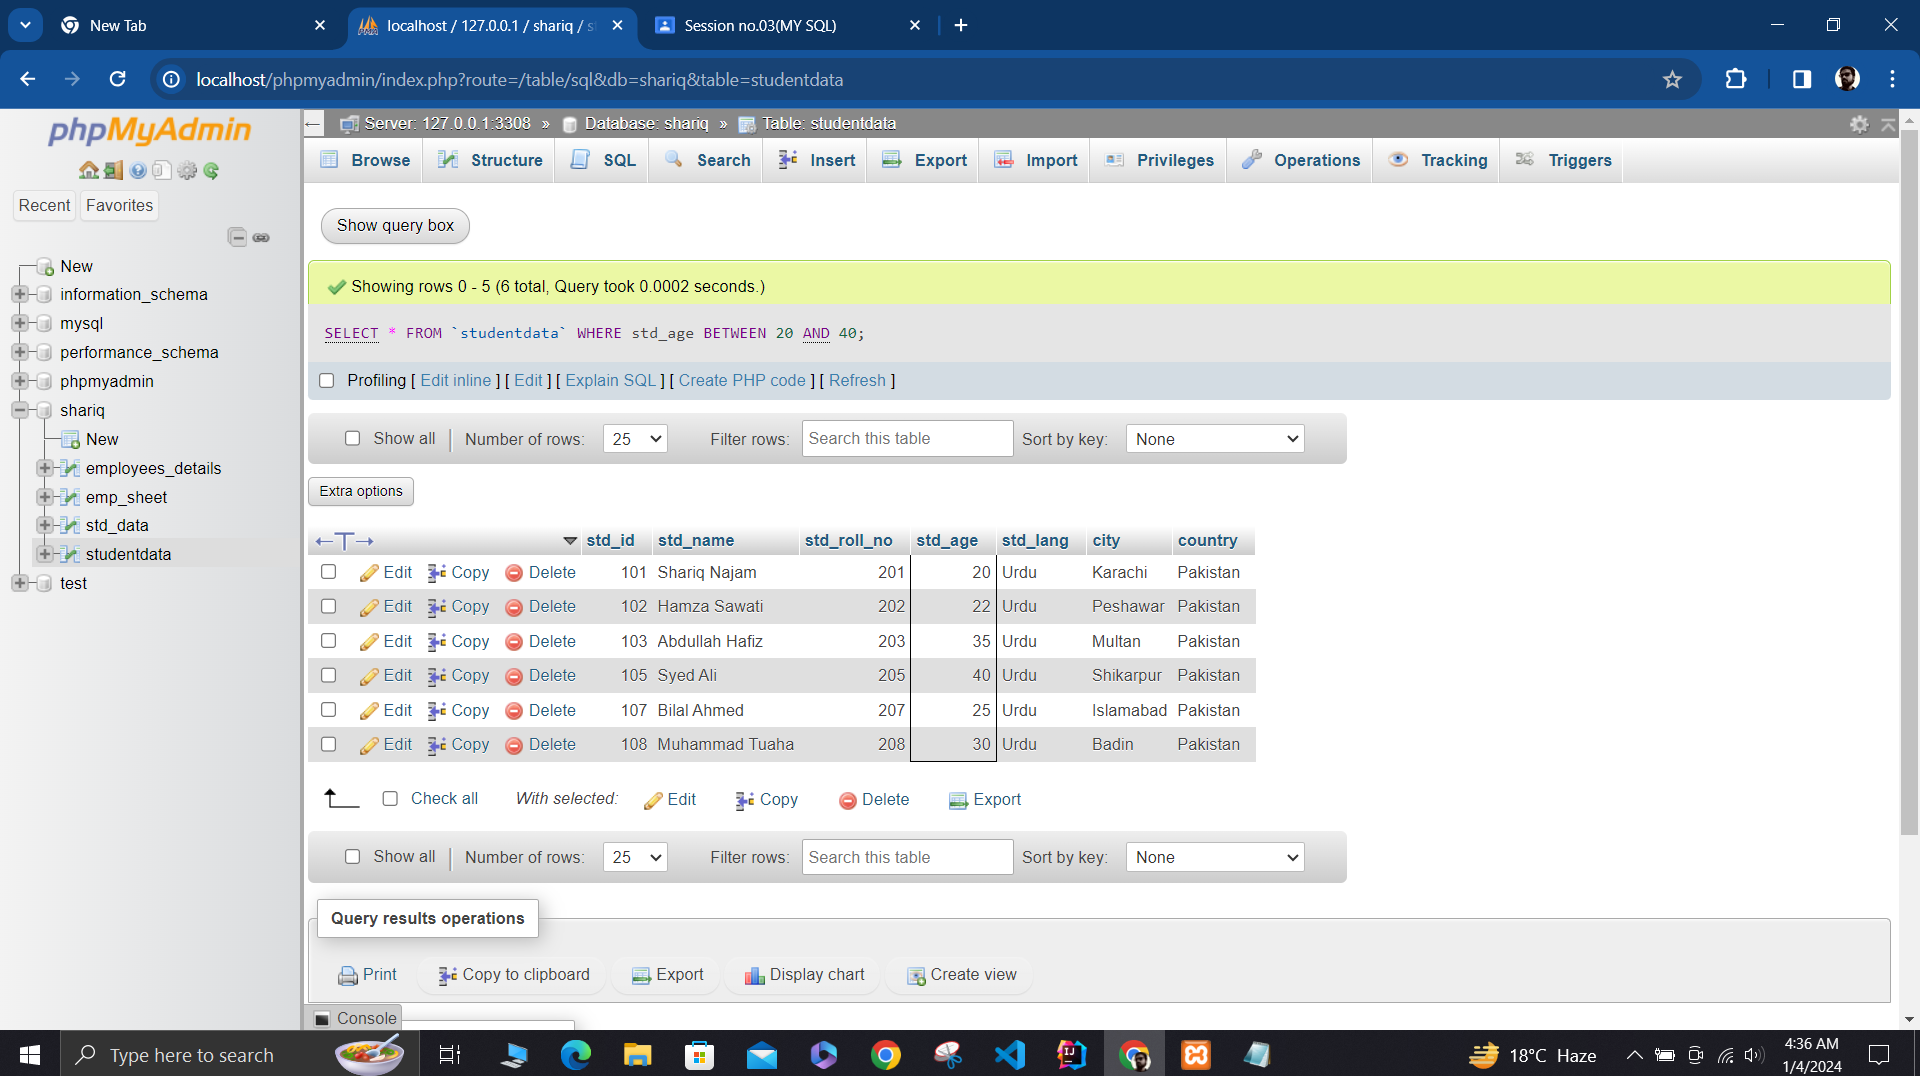 New Tab
localhost / 127.0.0.1 / shariq / s
Session no.03(MY SQL)
localhost/phpmyadmin/index.php?route=/table/sql&db=shariq&table=studentdata
phpMyAdmin
Recent Favorites
New
information_schema
mysql
performance_schema
phpmyadmin
shariq
New
employees_details
emp_sheet
std_data
studentdata
test
Server: 127.0.0.1:3308 » Database: shariq » Table: studentdata
Browse Structure SQL Search Insert Export Import Privileges Operations Tracking Triggers
Show query box
Showing rows 0 - 5 (6 total, Query took 0.0002 seconds.)
SELECT * FROM `studentdata` WHERE std_age BETWEEN 20 AND 40;
Profiling [ Edit inline ] [ Edit ] [ Explain SQL ] [ Create PHP code ] [ Refresh ]
Show all Number of rows: 25 Filter rows: Search this table Sort by key: None
Extra options
←T→ std_id std_name std_roll_no std_age std_lang city country
Edit Copy Delete 101 Shariq Najam 201 20 Urdu Karachi Pakistan
Edit Copy Delete 102 Hamza Sawati 202 22 Urdu Peshawar Pakistan
Edit Copy Delete 103 Abdullah Hafiz 203 35 Urdu Multan Pakistan
Edit Copy Delete 105 Syed Ali 205 40 Urdu Shikarpur Pakistan
Edit Copy Delete 107 Bilal Ahmed 207 25 Urdu Islamabad Pakistan
Edit Copy Delete 108 Muhammad Tuaha 208 30 Urdu Badin Pakistan
Check all With selected: Edit Copy Delete Export
Show all Number of rows: 25 Filter rows: Search this table Sort by key: None
Query results operations
Print Copy to clipboard Export Display chart Create view
Console
Type here to search
18°C Haze
4:36 AM
1/4/2024